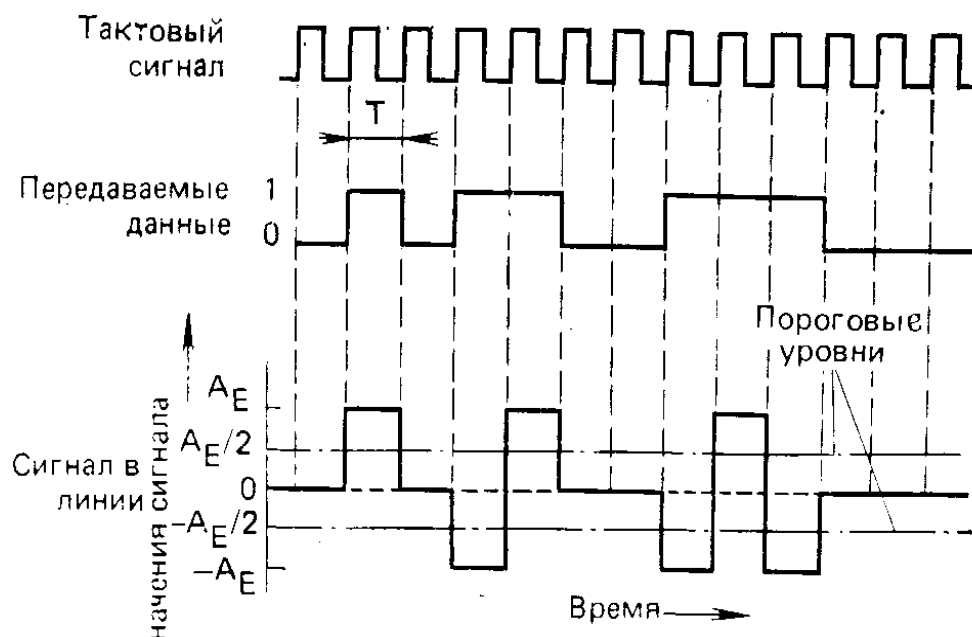 Тактовый
сигнал
T
Передаваемые
данные
1
0
Пороговые
уровни
начения сигнала
A_E
A_E/2
Сигнал в
линии
0
-A_E/2
-A_E
Время